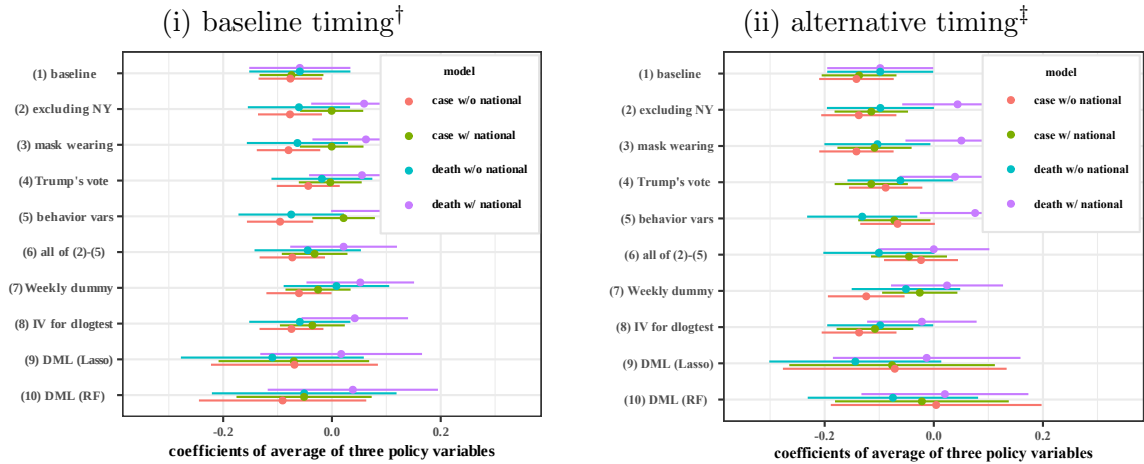 (i) baseline timing†
(1) baseline
(2) excluding NY
(3) mask wearing
(4) Trump's vote
(5) behavior vars
(6) all of (2)-(5)
(7) Weekly dummy
(8) IV for dlogtest
(9) DML (Lasso)
(10) DML (RF)
model
case w/o national
case w/ national
death w/o national
death w/ national
-0.2 0.0 0.2
coefficients of average of three policy variables
(ii) alternative timing‡
(1) baseline
(2) excluding NY
(3) mask wearing
(4) Trump's vote
(5) behavior vars
(6) all of (2)-(5)
(7) Weekly dummy
(8) IV for dlogtest
(9) DML (Lasso)
(10) DML (RF)
model
case w/o national
case w/ national
death w/o national
death w/ national
-0.2 0.0 0.2
coefficients of average of three policy variables